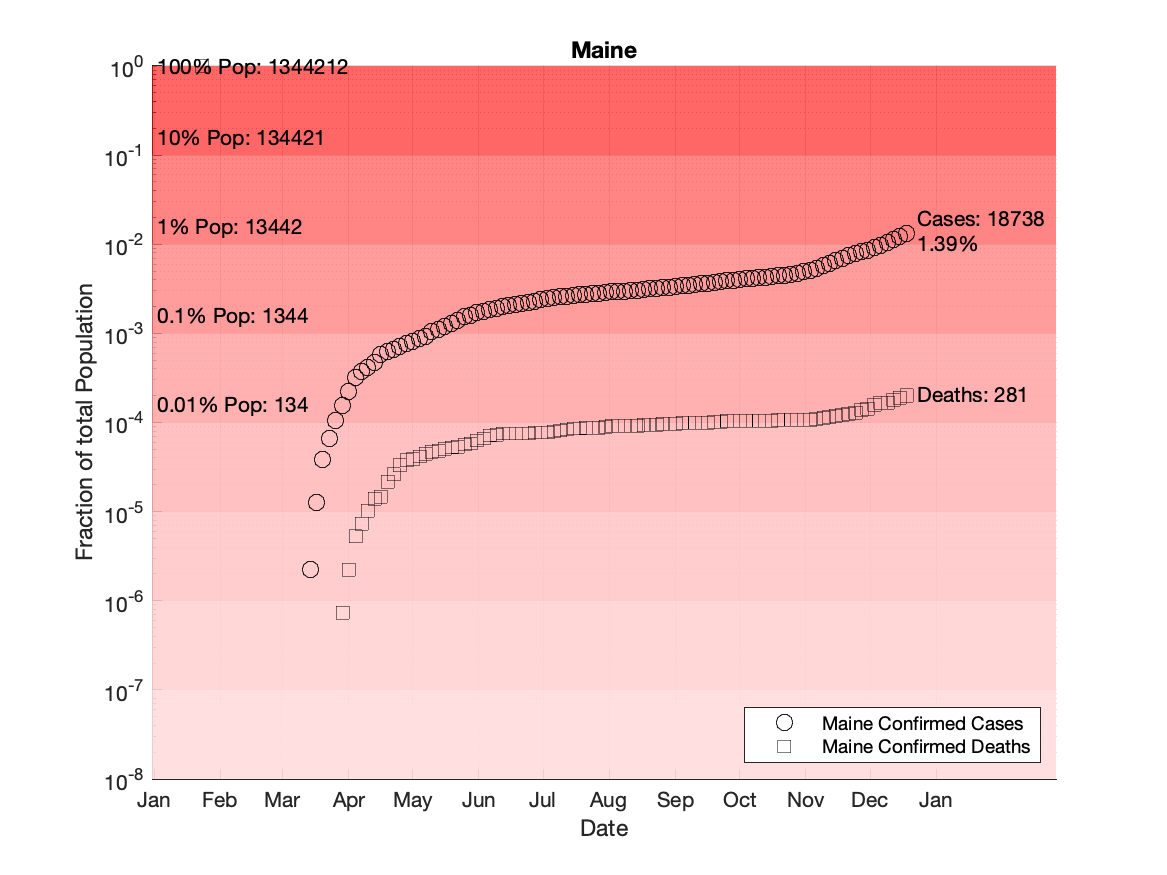 Maine
10^0
100% Pop: 1344212
10% Pop: 134421
10^-1
1% Pop: 13442
10^-2
Cases: 18738
1.39%
0.1% Pop: 1344
10^-3
0.01% Pop: 134
10^-4
Deaths: 281
10^-5
10^-6
10^-7
10^-8
Fraction of total Population
Maine Confirmed Cases
Maine Confirmed Deaths
Jan Feb Mar Apr May Jun Jul Aug Sep Oct Nov Dec Jan
Date